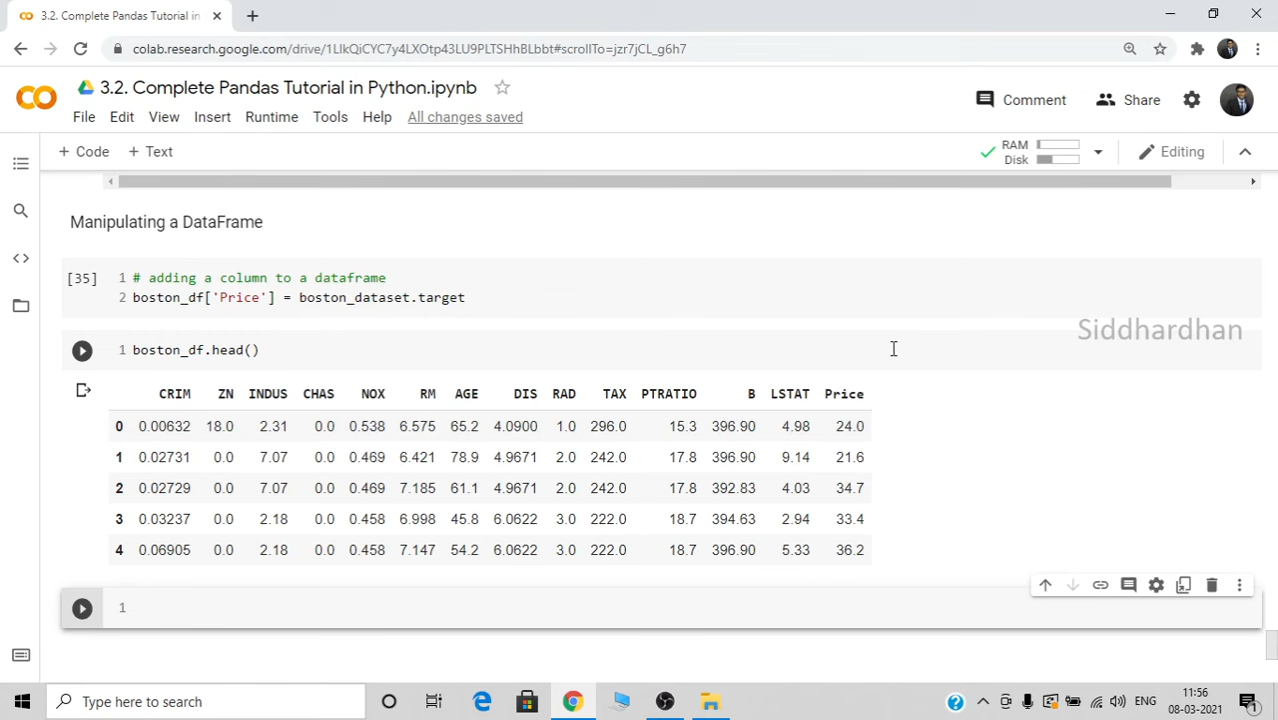 3.2. Complete Pandas Tutorial in
colab.research.google.com/drive/1LIkQiCYC7y4LXOtp43LU9PLTSHhBLbbt#scrollTo=jzr7jCL_g6h7
CO
3.2. Complete Pandas Tutorial in Python.ipynb
Comment Share
File Edit View Insert Runtime Tools Help All changes saved
+ Code + Text RAM Disk Editing
Manipulating a DataFrame
[35] 1 # adding a column to a dataframe
2 boston_df['Price'] = boston_dataset.target
Siddhardhan
1 boston_df.head()
CRIM ZN INDUS CHAS NOX RM AGE DIS RAD TAX PTRATIO B LSTAT Price
0 0.00632 18.0 2.31 0.0 0.538 6.575 65.2 4.0900 1.0 296.0 15.3 396.90 4.98 24.0
1 0.02731 0.0 7.07 0.0 0.469 6.421 78.9 4.9671 2.0 242.0 17.8 396.90 9.14 21.6
2 0.02729 0.0 7.07 0.0 0.469 7.185 61.1 4.9671 2.0 242.0 17.8 392.83 4.03 34.7
3 0.03237 0.0 2.18 0.0 0.458 6.998 45.8 6.0622 3.0 222.0 18.7 394.63 2.94 33.4
4 0.06905 0.0 2.18 0.0 0.458 7.147 54.2 6.0622 3.0 222.0 18.7 396.90 5.33 36.2
1
Type here to search
ENG
11:56
08-03-2021